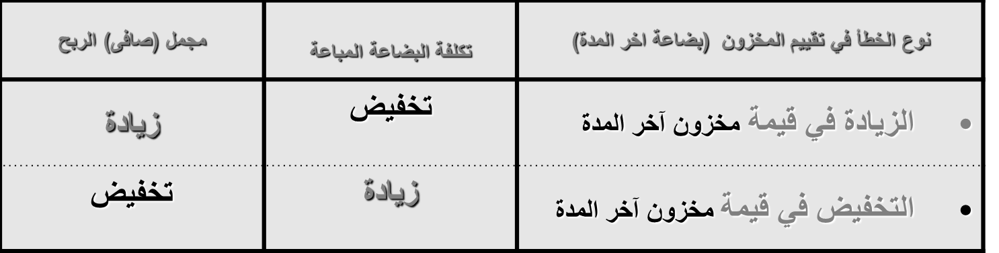 نوع الخطأ في تقييم المخزون (بضاعة اخر المدة) تكلفة البضاعة المباعة مجمل (صافى) الربح
• الزيادة في قيمة مخزون آخر المدة تخفيض زيادة
• التخفيض في قيمة مخزون آخر المدة زيادة تخفيض